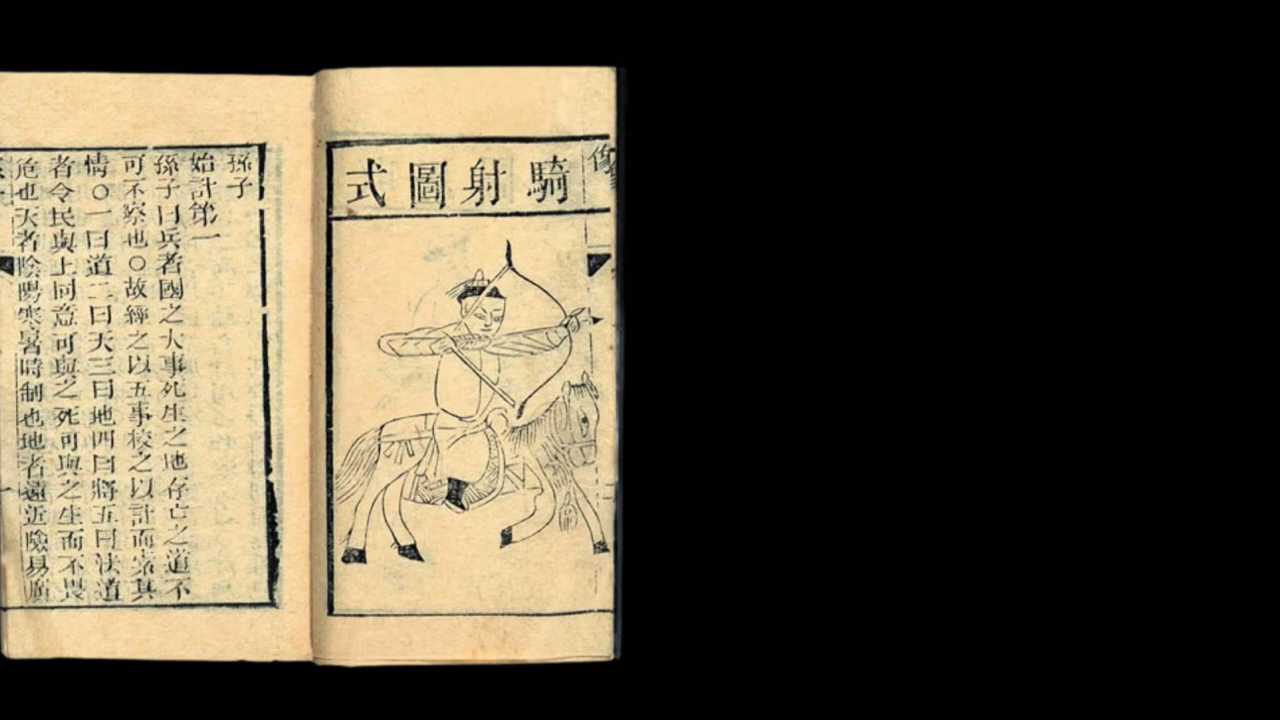 騎射圖式
孫子
始計第一
孫子曰兵者國之大事死生之地存亡之道不
可不察也○故經之以五事校之以計而索其
情○一曰道二曰天三曰地四曰將五曰法道
者令民與上同意可與之死可與之生而不畏
危也天者陰陽寒暑時制也地者遠近險易廣